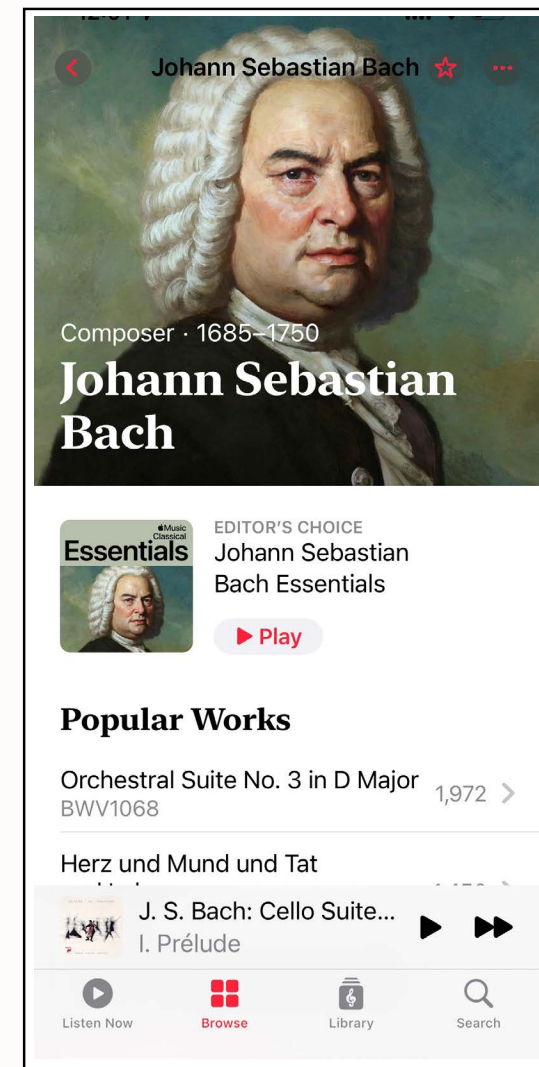 Johann Sebastian Bach
Composer · 1685–1750
Johann Sebastian
Bach
Music
Classical
Essentials
EDITOR'S CHOICE
Johann Sebastian
Bach Essentials
Play
Popular Works
Orchestral Suite No. 3 in D Major
1,972
BWV1068
Herz und Mund und Tat
J. S. Bach: Cello Suite...
I. Prélude
Listen Now
Browse
Library
Search